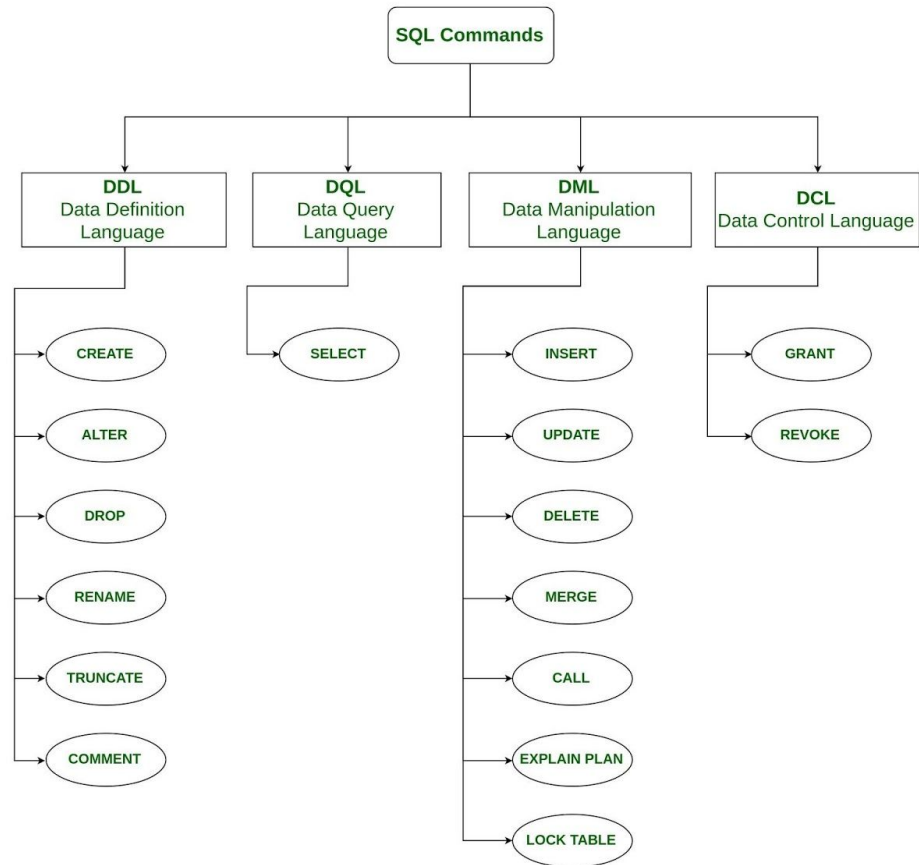 SQL Commands
DDL
Data Definition
Language
DQL
Data Query
Language
DML
Data Manipulation
Language
DCL
Data Control Language
CREATE
ALTER
DROP
RENAME
TRUNCATE
COMMENT
SELECT
INSERT
UPDATE
DELETE
MERGE
CALL
EXPLAIN PLAN
LOCK TABLE
GRANT
REVOKE